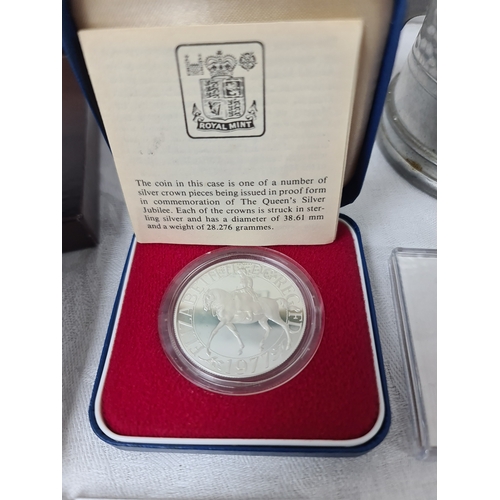 ROYAL MINT
The coin in this case is one of a number of
silver crown pieces being issued in proof form
in commemoration of The Queen's Silver
Jubilee. Each of the crowns is struck in ster-
ling silver and has a diameter of 38.61 mm
and a weight of 28.276 grammes.
1977